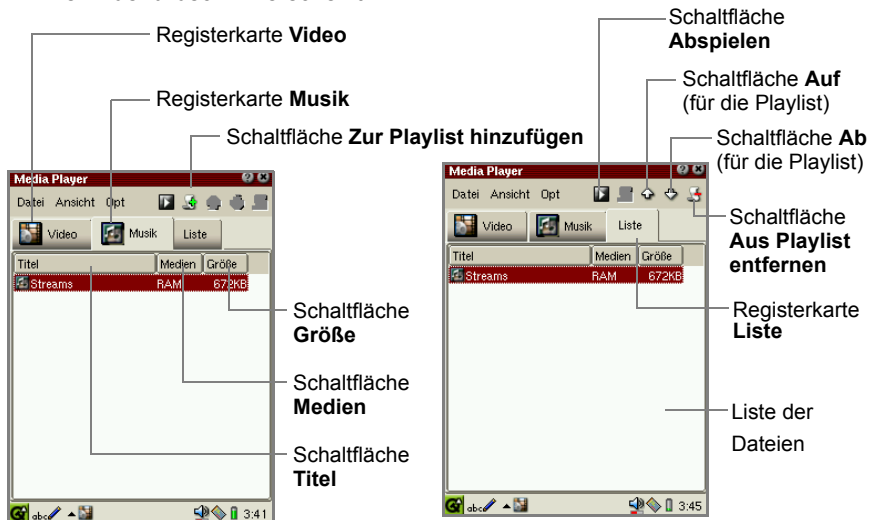 Schaltfläche
Abspielen
Registerkarte Video
Schaltfläche Auf
(für die Playlist)
Registerkarte Musik
Schaltfläche Zur Playlist hinzufügen
Schaltfläche Ab
(für die Playlist)
Media Player
Datei Ansicht Opt
Video Musik Liste
Titel Medien Größe
Streams RAM 672KB
Schaltfläche
Größe
Schaltfläche
Medien
Schaltfläche
Titel
abc 3:41
Media Player
Datei Ansicht Opt
Video Musik Liste
Titel Medien Größe
Streams RAM 672KB
abc 3:45
Schaltfläche
Aus Playlist
entfernen
Registerkarte
Liste
Liste der
Dateien